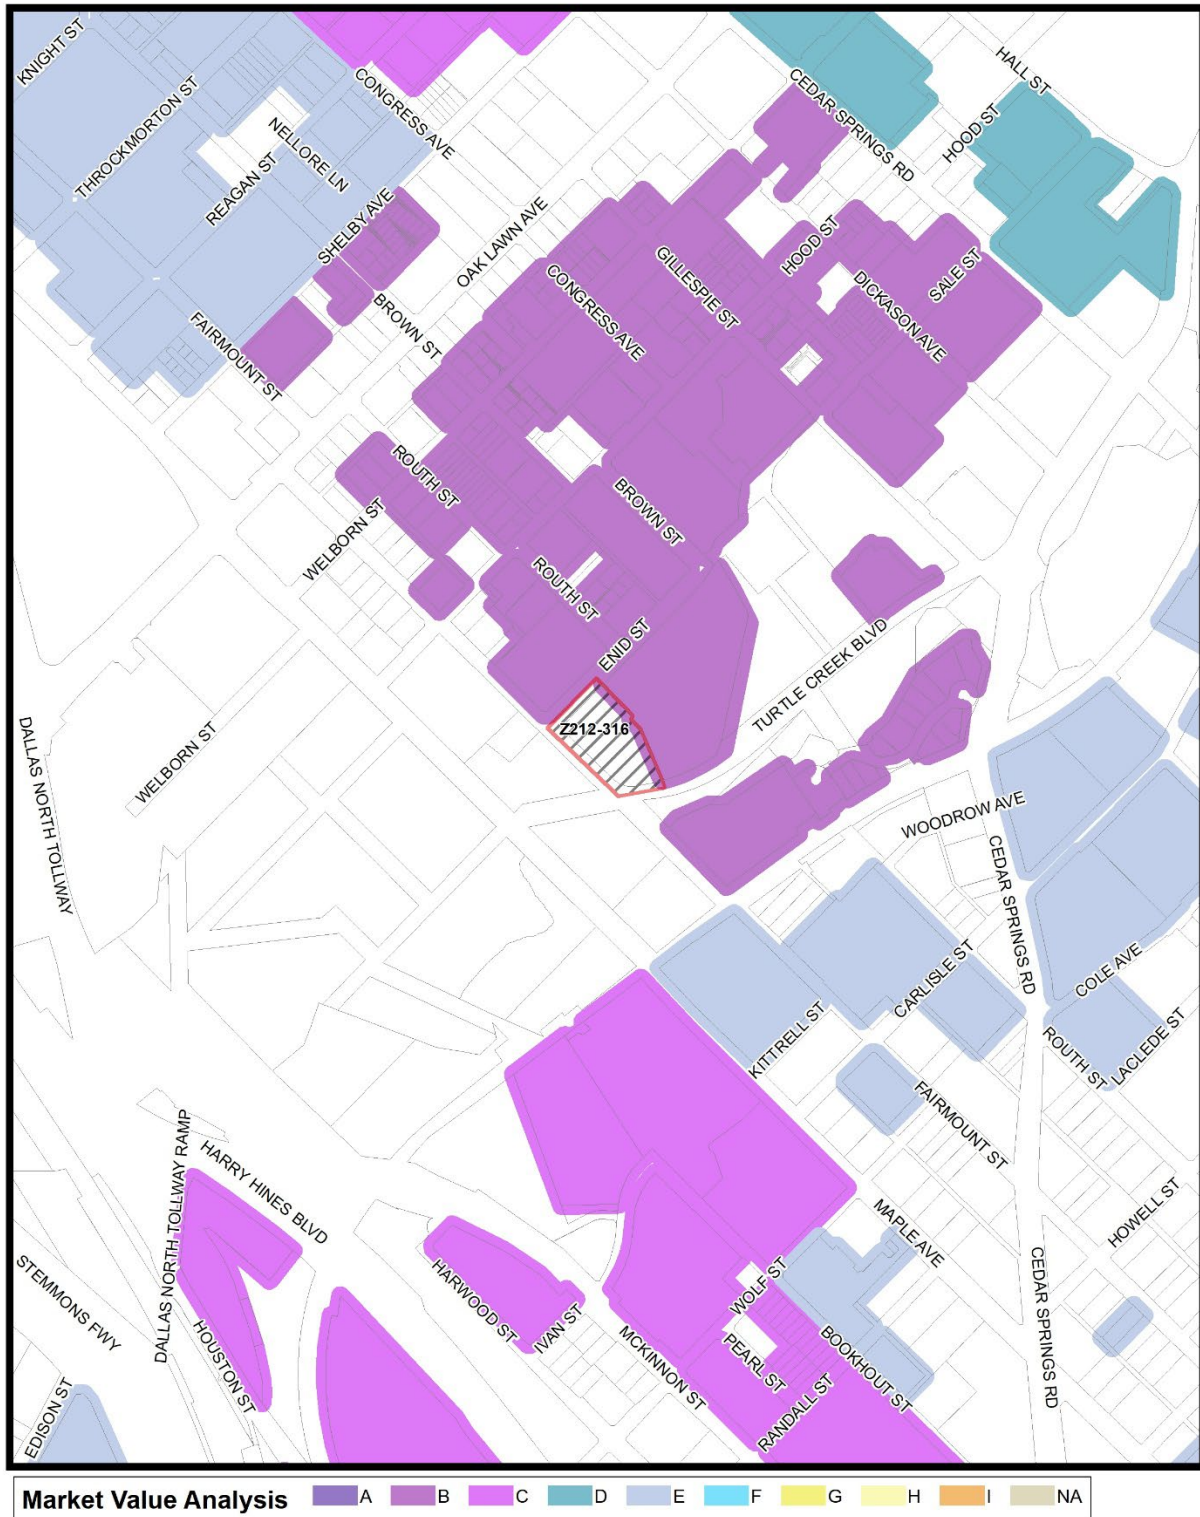 KNIGHT ST
THROCKMORTON ST
REAGAN ST
NELLORE LN
CONGRESS AVE
SHELBY AVE
OAK LAWN AVE
CEDAR SPRINGS RD
HALL ST
HOOD ST
HOOD ST
GILLESPIE ST
CONGRESS AVE
DICKASON AVE
SALE ST
FAIRMOUNT ST
BROWN ST
ROUTH ST
WELBORN ST
BROWN ST
ROUTH ST
ENID ST
TURTLE CREEK BLVD
Z212-316
WELBORN ST
DALLAS NORTH TOLLWAY
WOODROW AVE
CEDAR SPRINGS RD
COLE AVE
CARLISLE ST
KITTRELL ST
ROUTH ST
LACLEDE ST
FAIRMOUNT ST
DALLAS NORTH TOLLWAY RAMP
HARRY HINES BLVD
MAPLE AVE
HOWELL ST
STEMMONS FWY
HOUSTON ST
HARWOOD ST
IVAN ST
MCKINNON ST
WOLF ST
PEARL ST
RANDALL ST
BOOKHOUT ST
CEDAR SPRINGS RD
EDISON ST
Market Value Analysis A B C D E F G H I NA